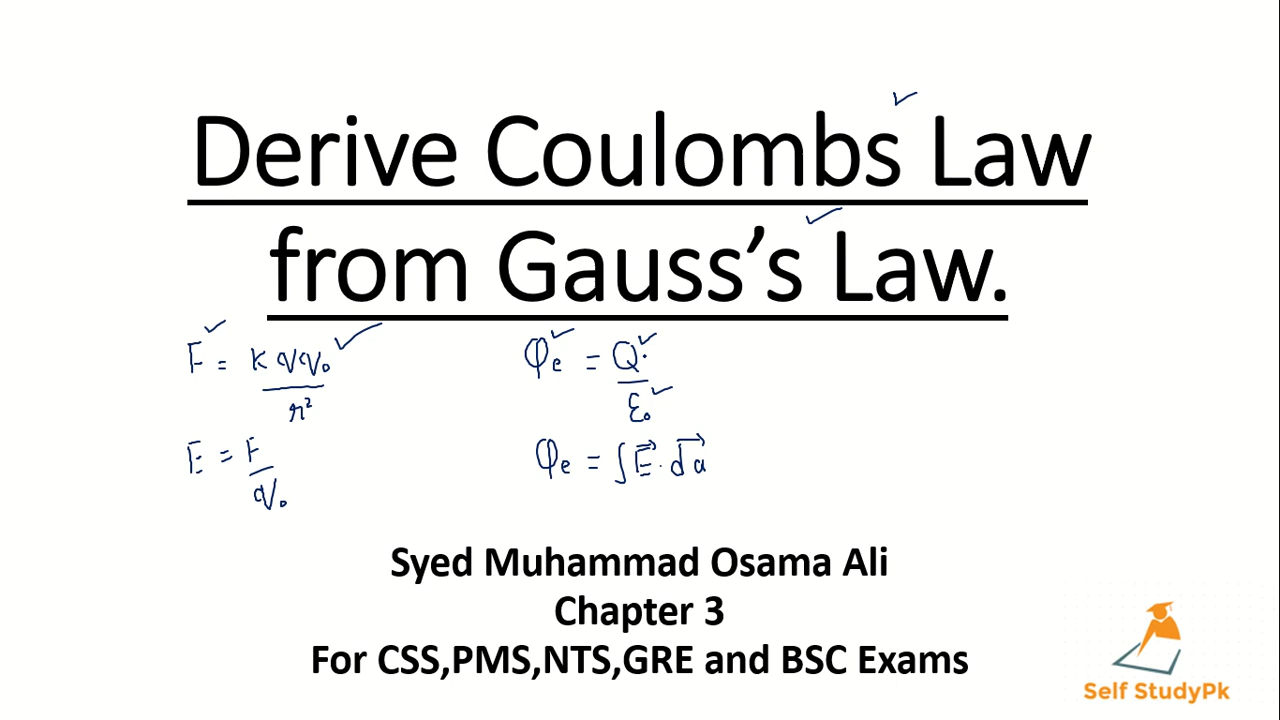 Derive Coulombs Law
from Gauss’s Law.
F = K q q₀ / r²
φe = Q / ε₀
E = F / q₀
φe = ∫ E⃗ . da⃗
Syed Muhammad Osama Ali
Chapter 3
For CSS,PMS,NTS,GRE and BSC Exams
Self StudyPk